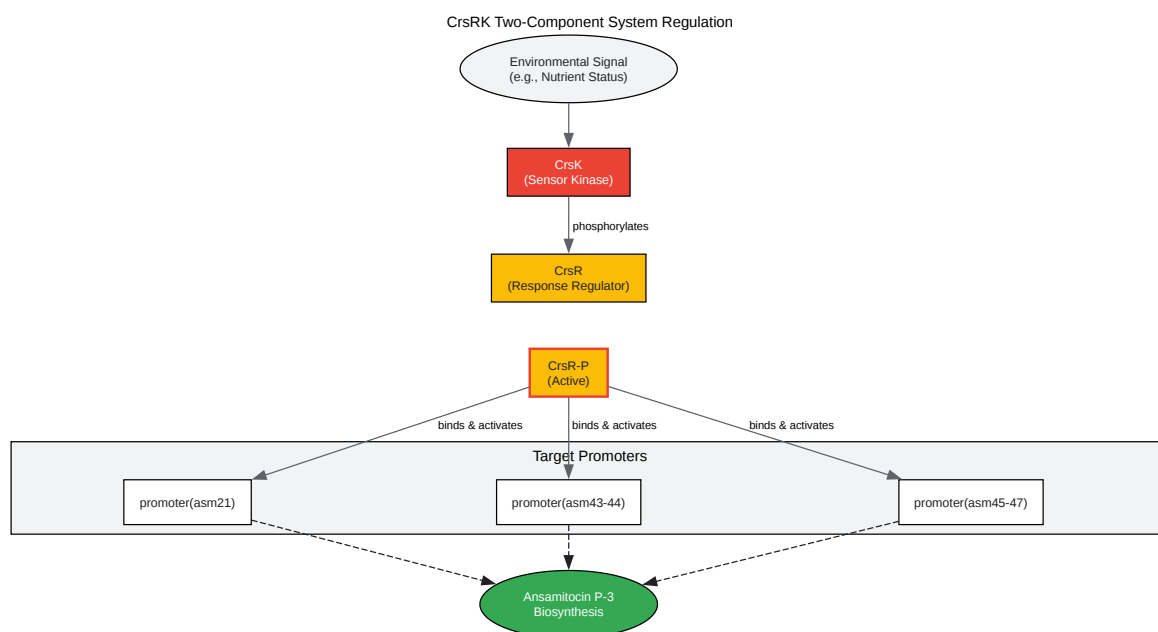 CrsRK Two-Component System Regulation
Environmental Signal
(e.g., Nutrient Status)
CrsK
(Sensor Kinase)
phosphorylates
CrsR
(Response Regulator)
CrsR-P
(Active)
binds & activates
binds & activates
binds & activates
Target Promoters
promoter(asm21)
promoter(asm43-44)
promoter(asm45-47)
Ansamitocin P-3
Biosynthesis